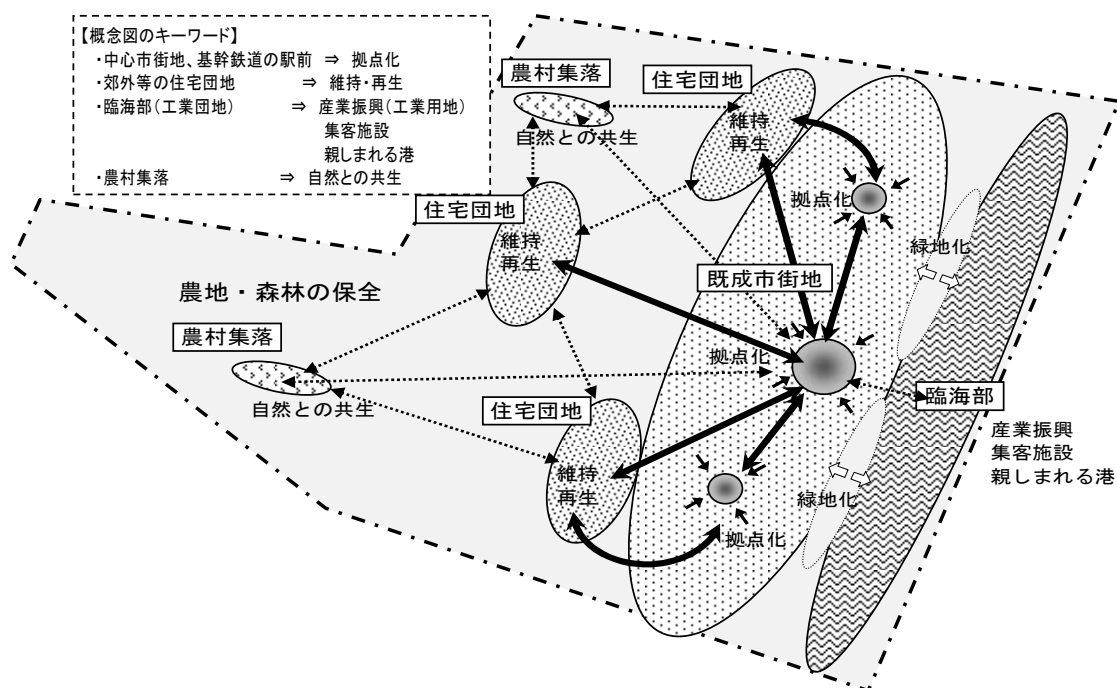 【概念図のキーワード】
・中心市街地、基幹鉄道の駅前 ⇒ 拠点化
・郊外等の住宅団地 ⇒ 維持・再生
・臨海部(工業団地) ⇒ 産業振興(工業用地)
集客施設
親しまれる港
・農村集落 ⇒ 自然との共生
農村集落
自然との共生
住宅団地
維持
再生
拠点化
緑地化
住宅団地
維持
再生
既成市街地
農地・森林の保全
農村集落
自然との共生
拠点化
住宅団地
維持
再生
臨海部
産業振興
集客施設
親しまれる港
緑地化
拠点化